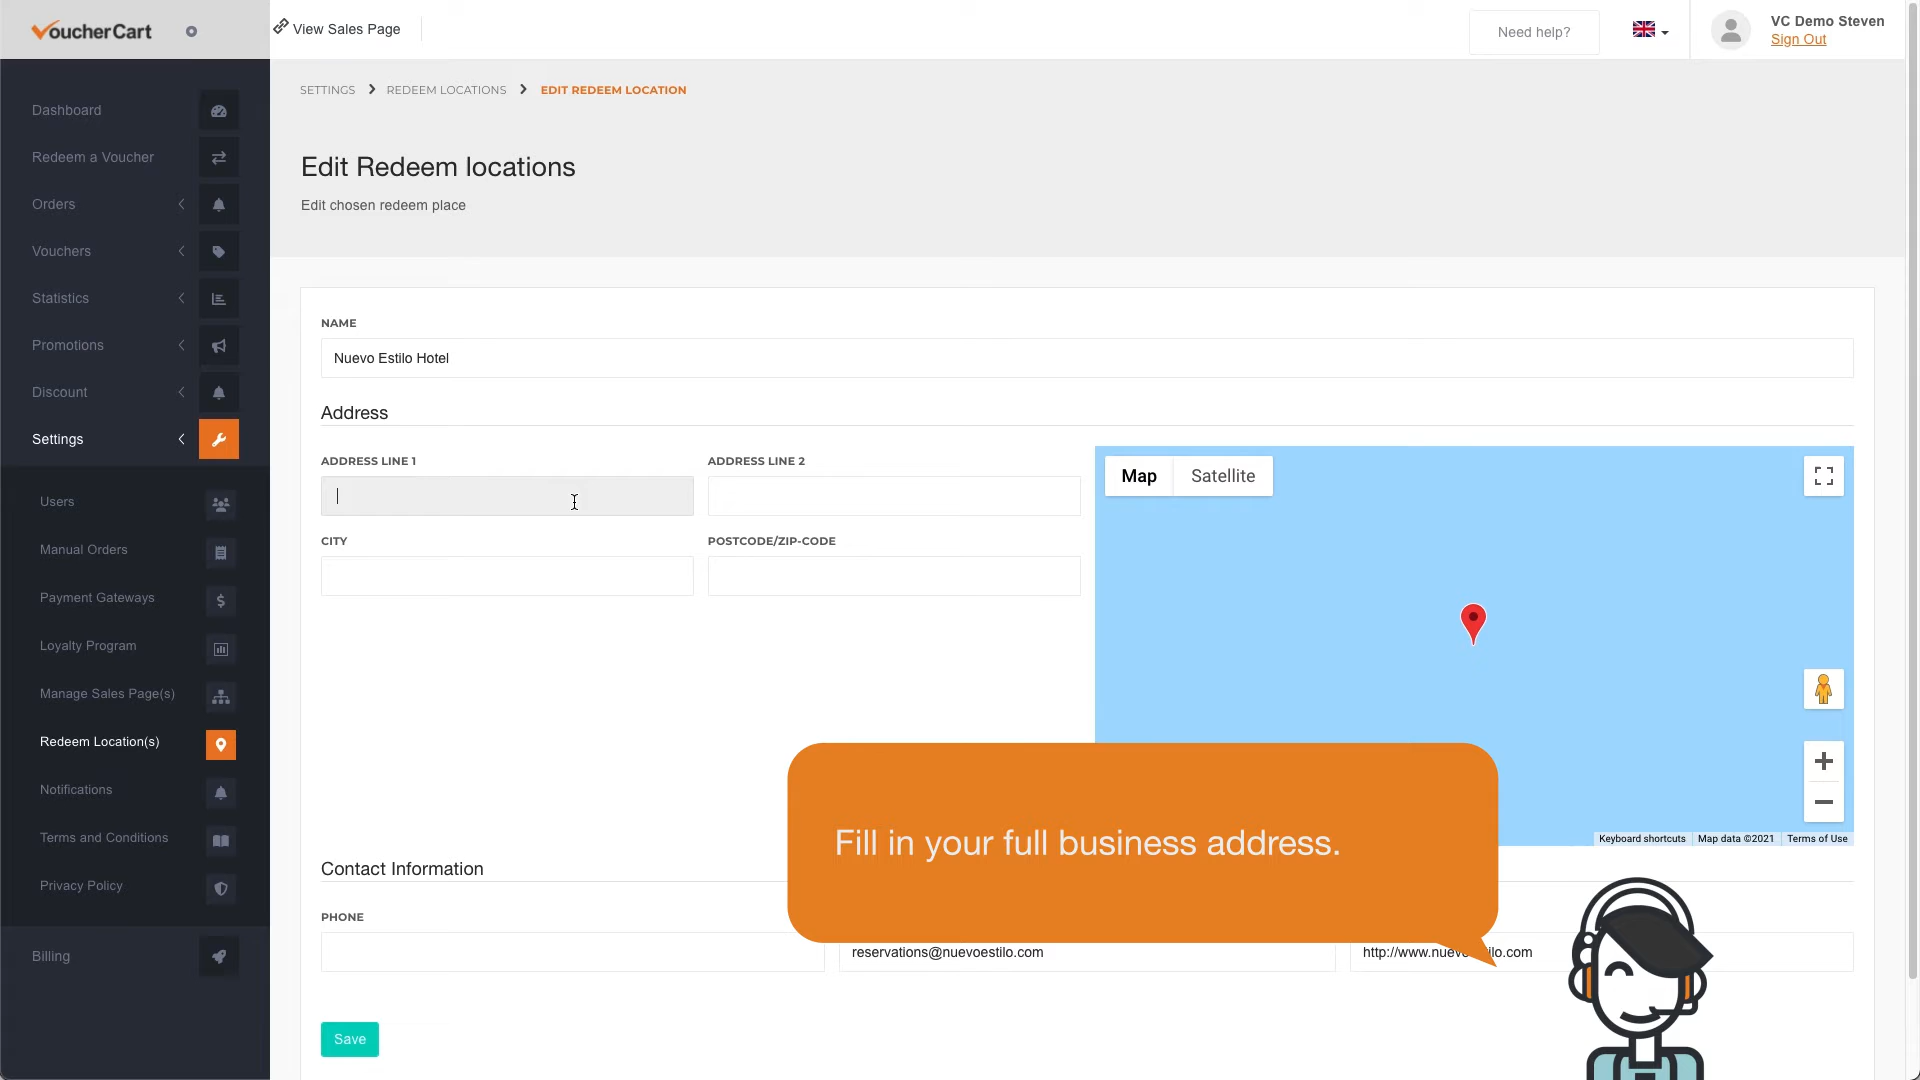 VoucherCart
View Sales Page
Need help?
VC Demo Steven
Sign Out
SETTINGS
REDEEM LOCATIONS
EDIT REDEEM LOCATION
Edit Redeem locations
Edit chosen redeem place
Dashboard
Redeem a Voucher
Orders
Vouchers
Statistics
Promotions
Discount
Settings
Users
Manual Orders
Payment Gateways
Loyalty Program
Manage Sales Page(s)
Redeem Location(s)
Notifications
Terms and Conditions
Privacy Policy
Billing
NAME
Nuevo Estilo Hotel
Address
ADDRESS LINE 1
ADDRESS LINE 2
CITY
POSTCODE/ZIP-CODE
Map
Satellite
Keyboard shortcuts
Map data ©2021
Terms of Use
Fill in your full business address.
Contact Information
PHONE
reservations@nuevoestilo.com
Save